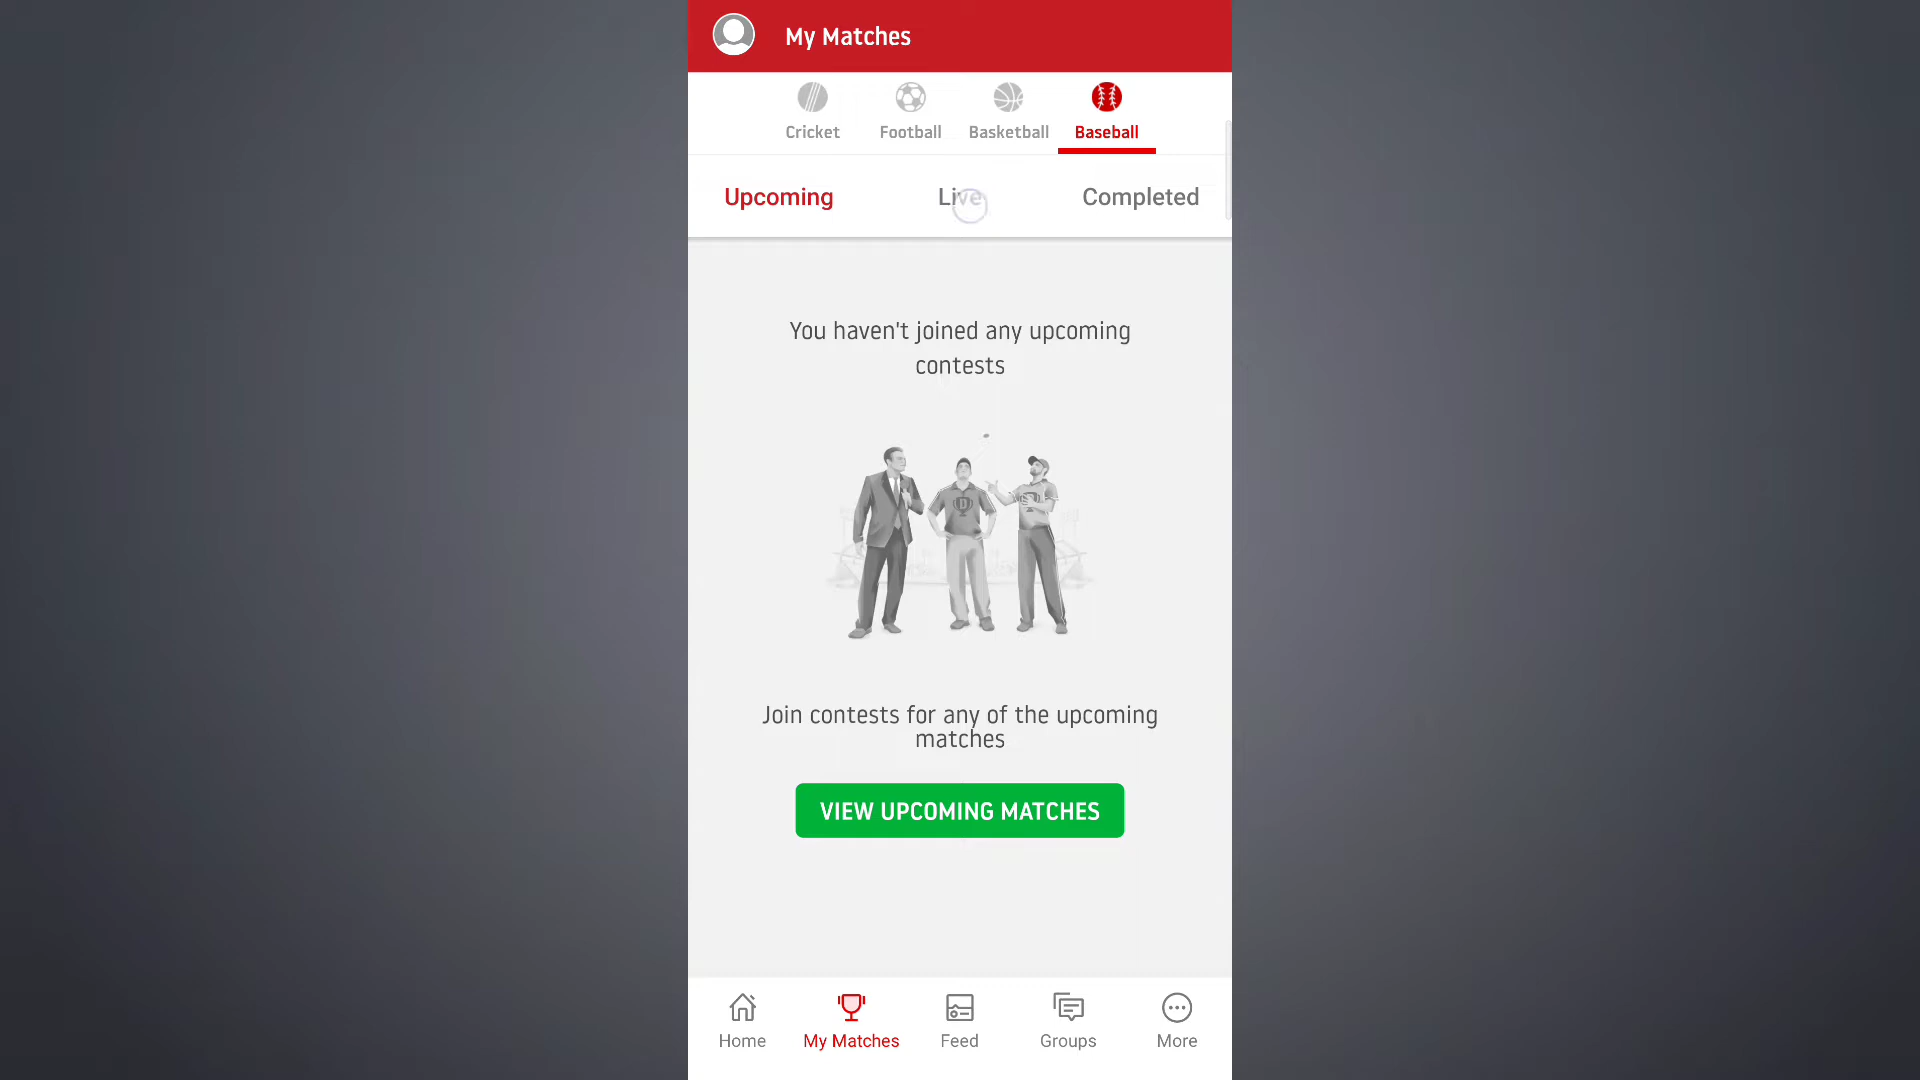 My Matches
Cricket Football Basketball Baseball
Upcoming Live Completed
You haven't joined any upcoming
contests
D
Join contests for any of the upcoming
matches
VIEW UPCOMING MATCHES
Home My Matches Feed Groups More